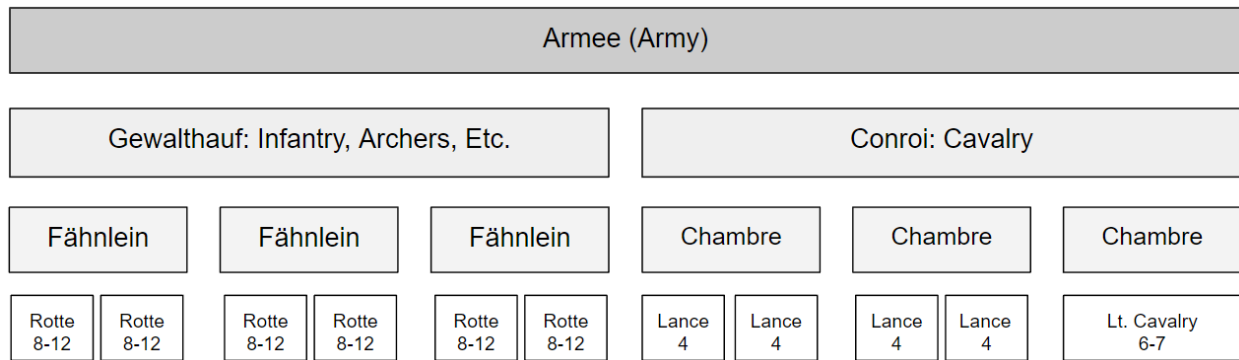 Armee (Army)
Gewalthauf: Infantry, Archers, Etc.
Conroi: Cavalry
Fähnlein
Fähnlein
Fähnlein
Chambre
Chambre
Chambre
Rotte
8-12
Rotte
8-12
Rotte
8-12
Rotte
8-12
Rotte
8-12
Rotte
8-12
Lance
4
Lance
4
Lance
4
Lance
4
Lt. Cavalry
6-7